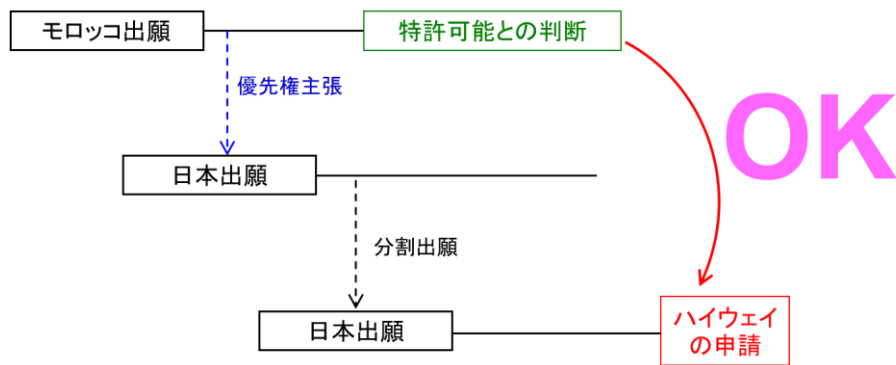 モロッコ出願
特許可能との判断
優先権主張
OK
日本出願
分割出願
日本出願
ハイウェイ
の申請